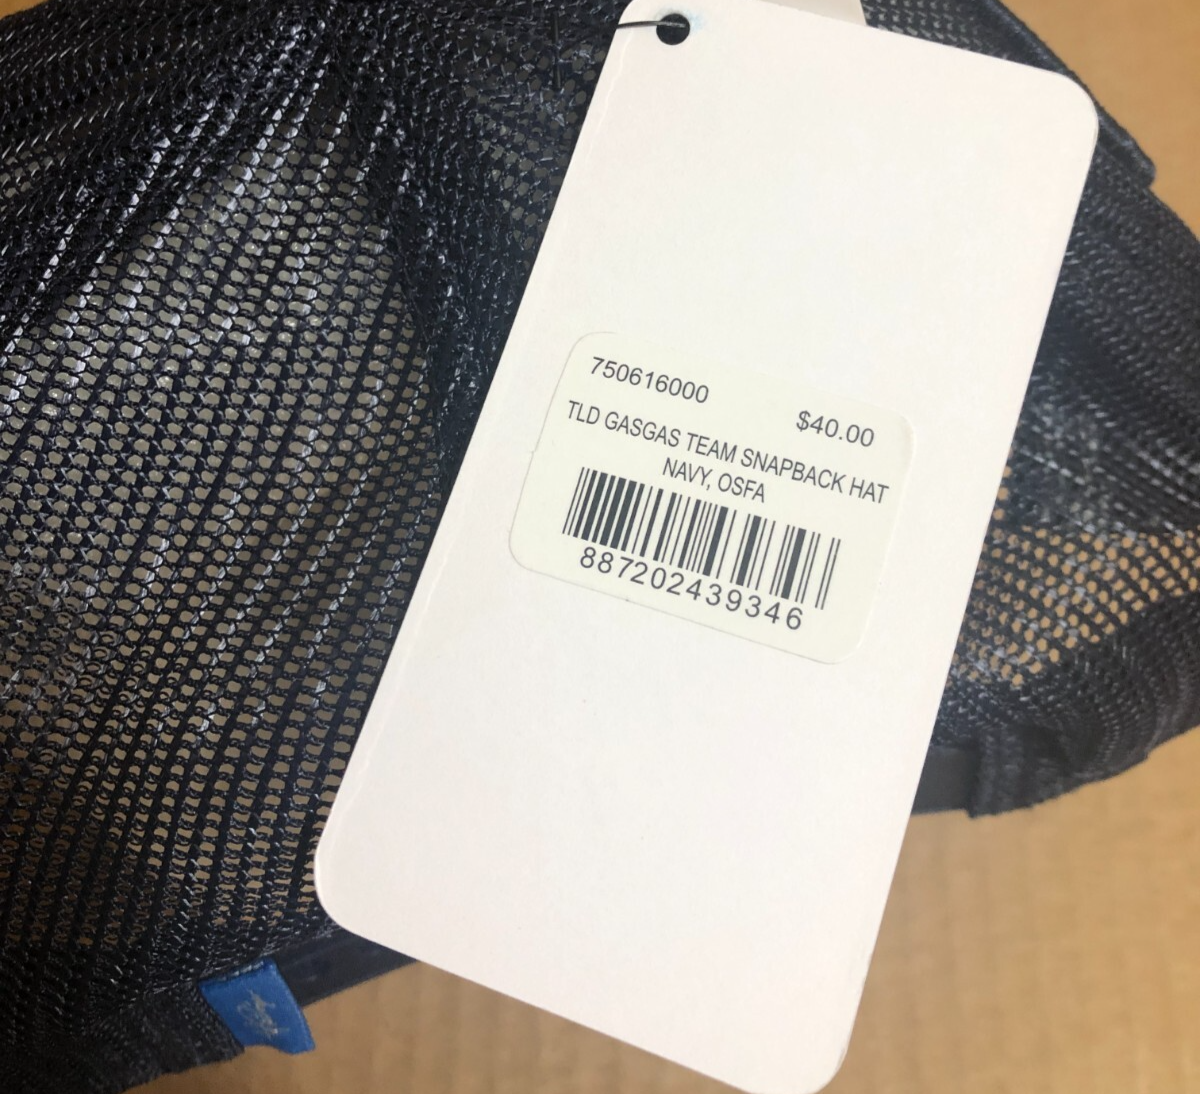 750616000
$40.00
TLD GASGAS TEAM SNAPBACK HAT
NAVY, OSFA
887202439346